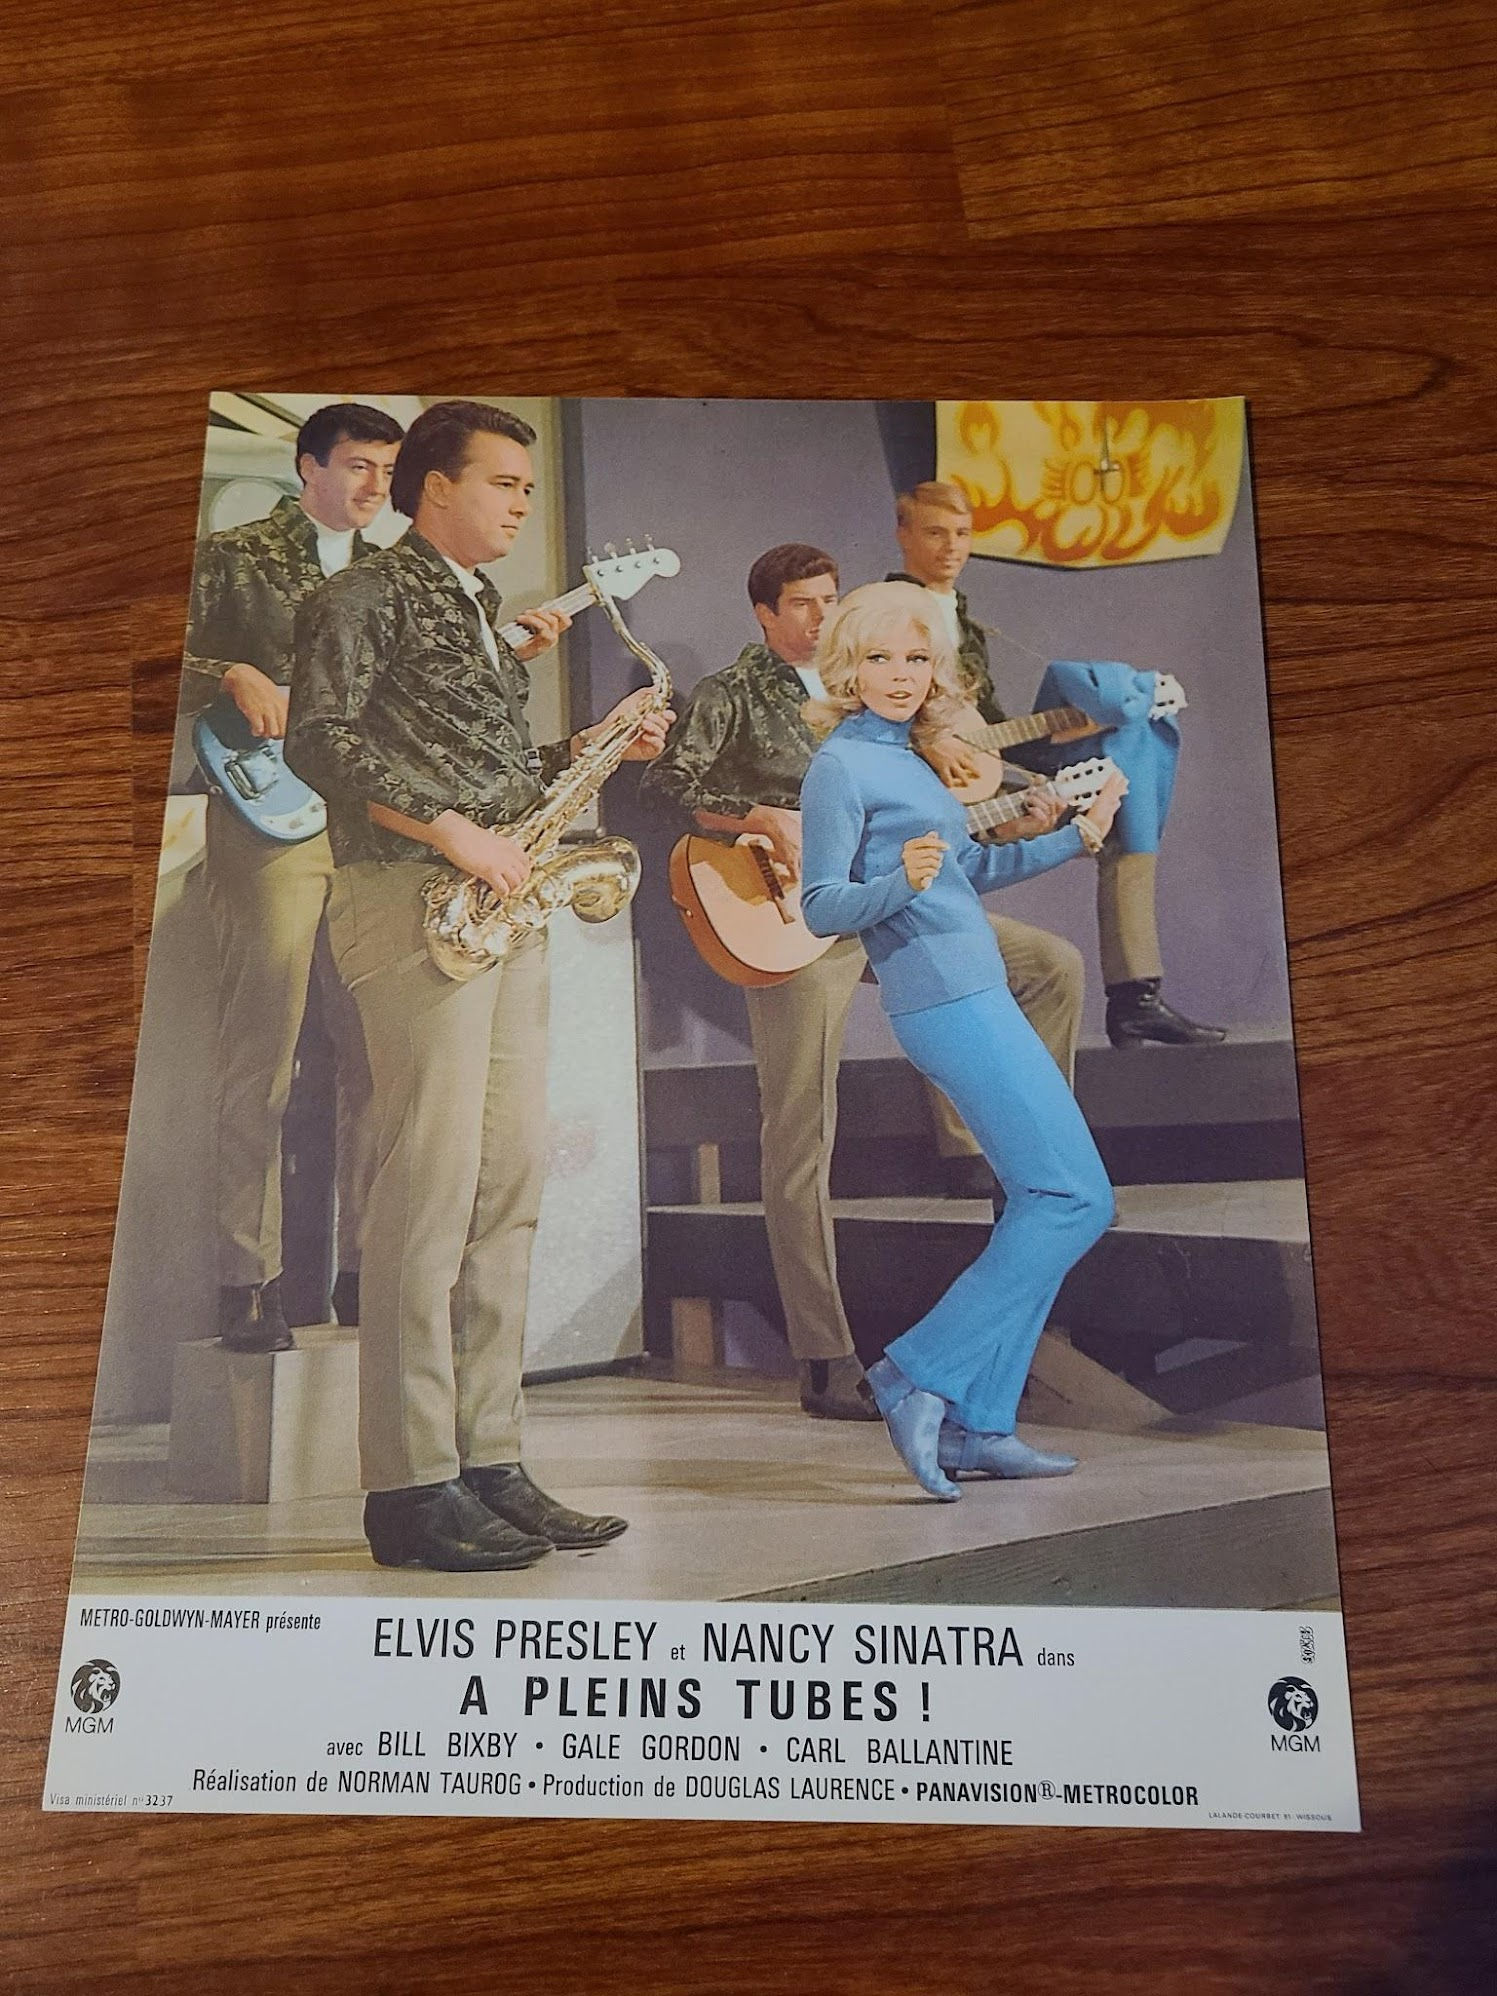 METRO-GOLDWYN-MAYER présente
ELVIS PRESLEY et NANCY SINATRA dans
A PLEINS TUBES !
avec BILL BIXBY • GALE GORDON • CARL BALLANTINE
Réalisation de NORMAN TAUROG • Production de DOUGLAS LAURENCE • PANAVISION®-METROCOLOR
MGM
MGM
Visa ministériel nº 3237
LALANDE-COURBET. 91 - WISSOUS